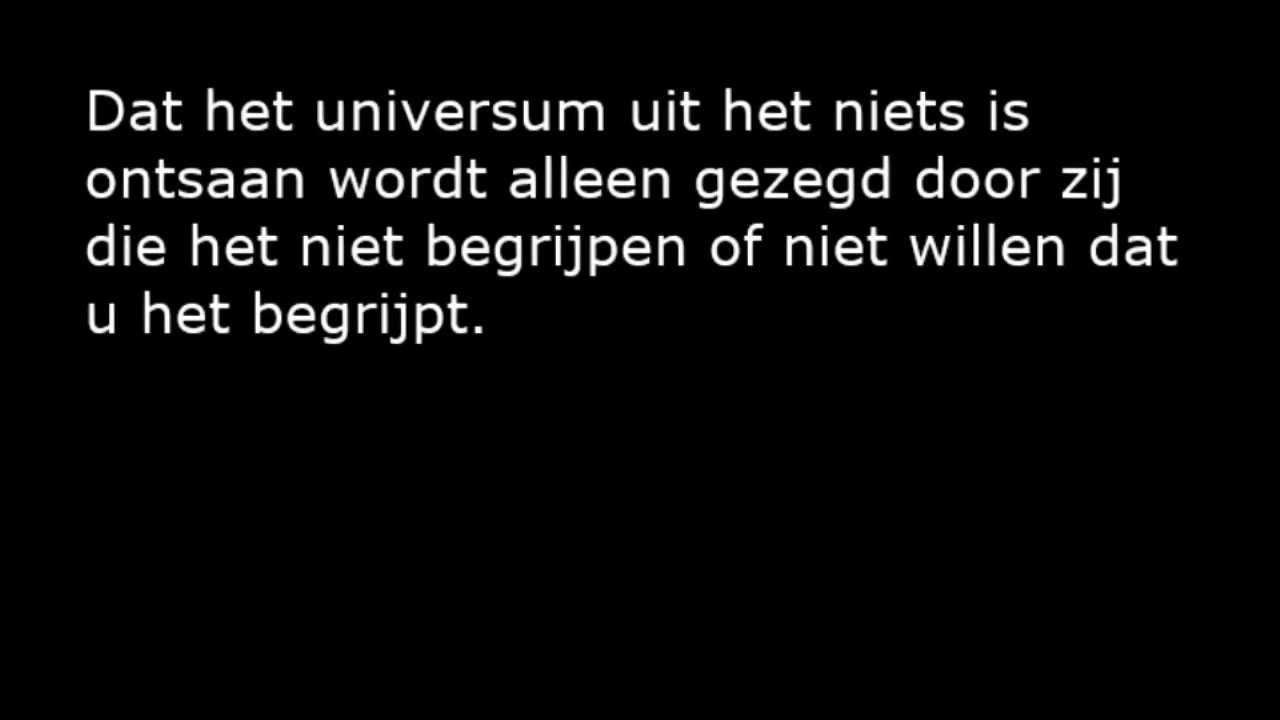 Dat het universum uit het niets is
ontsaan wordt alleen gezegd door zij
die het niet begrijpen of niet willen dat
u het begrijpt.